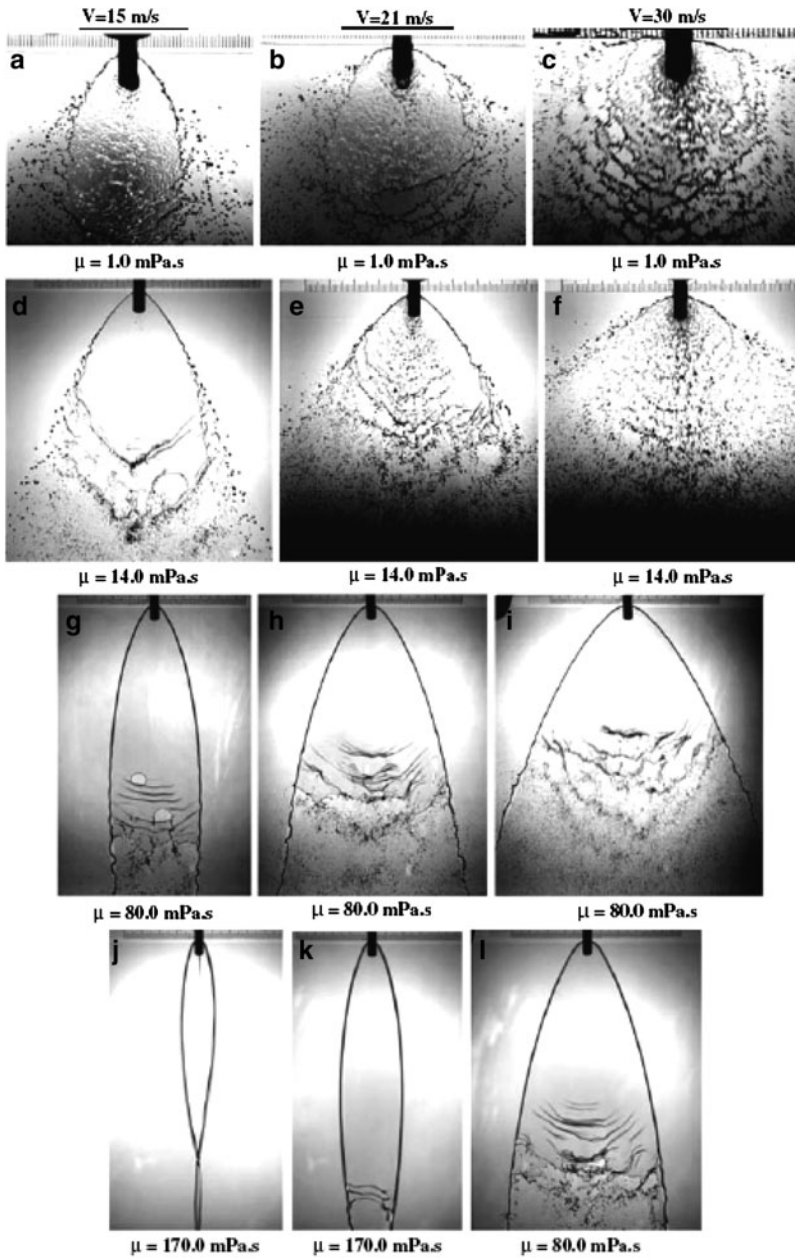 V=15 m/s V=21 m/s V=30 m/s
a b c
μ = 1.0 mPa.s μ = 1.0 mPa.s μ = 1.0 mPa.s
d e f
μ = 14.0 mPa.s μ = 14.0 mPa.s μ = 14.0 mPa.s
g h i
μ = 80.0 mPa.s μ = 80.0 mPa.s μ = 80.0 mPa.s
j k l
μ = 170.0 mPa.s μ = 170.0 mPa.s μ = 80.0 mPa.s